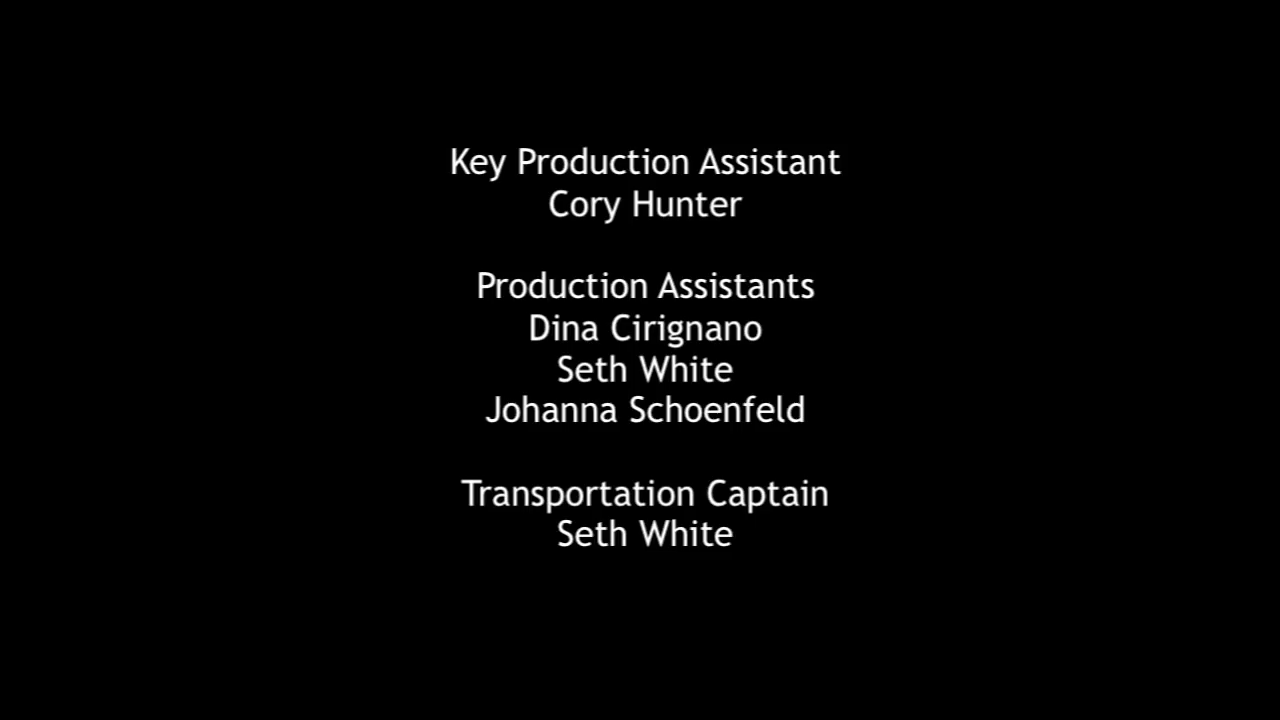 Key Production Assistant
Cory Hunter
Production Assistants
Dina Cirignano
Seth White
Johanna Schoenfeld
Transportation Captain
Seth White